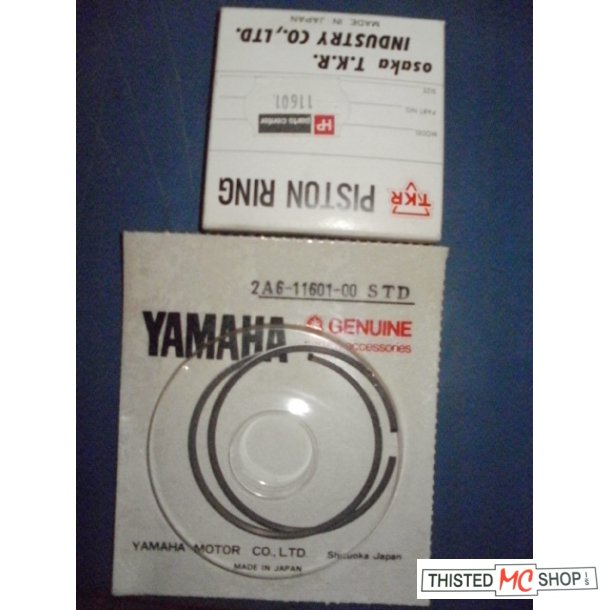 MADE IN JAPAN
INDUSTRY CO.,LTD.
osaka T.K.R.
SIZE
PART NO.
MODEL
11601
HP parts center
TKR PISTON RING
2A6-11601-00 STD
YAMAHA
GENUINE
accessories
YAMAHA MOTOR CO.,LTD. Shizuoka Japan
MADE IN JAPAN
THISTED MC SHOP